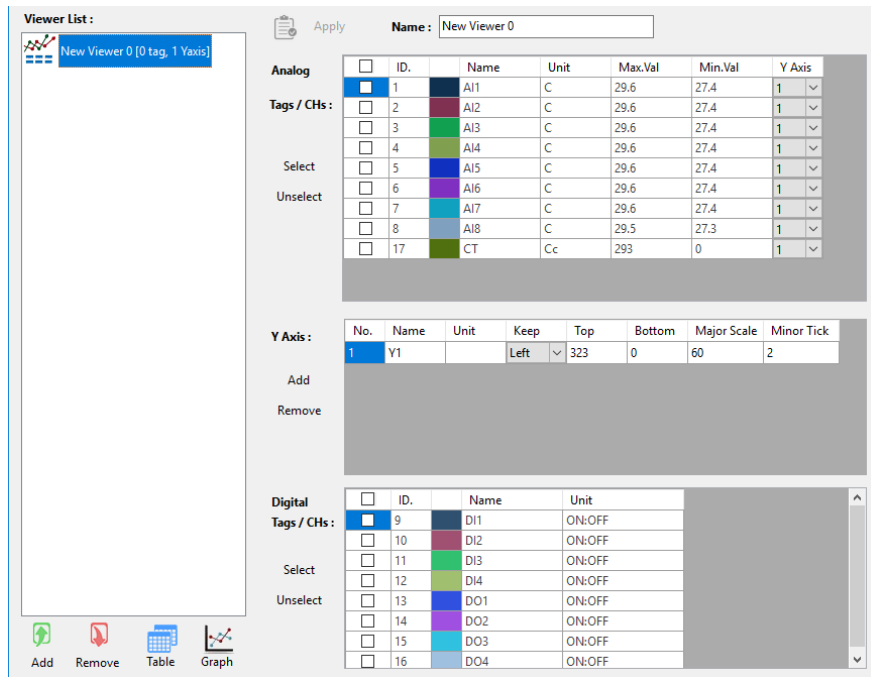 Viewer List :
New Viewer 0 [0 tag, 1 Yaxis]
Add Remove Table Graph
Apply Name : New Viewer 0
Analog
Tags / CHs :
Select
Unselect
ID. Name Unit Max.Val Min.Val Y Axis
1 AI1 C 29.6 27.4 1
2 AI2 C 29.6 27.4 1
3 AI3 C 29.6 27.4 1
4 AI4 C 29.6 27.4 1
5 AI5 C 29.6 27.4 1
6 AI6 C 29.6 27.4 1
7 AI7 C 29.6 27.4 1
8 AI8 C 29.5 27.3 1
17 CT Cc 293 0 1
Y Axis :
Add
Remove
No. Name Unit Keep Top Bottom Major Scale Minor Tick
1 Y1 Left 323 0 60 2
Digital
Tags / CHs :
Select
Unselect
ID. Name Unit
9 DI1 ON:OFF
10 DI2 ON:OFF
11 DI3 ON:OFF
12 DI4 ON:OFF
13 DO1 ON:OFF
14 DO2 ON:OFF
15 DO3 ON:OFF
16 DO4 ON:OFF